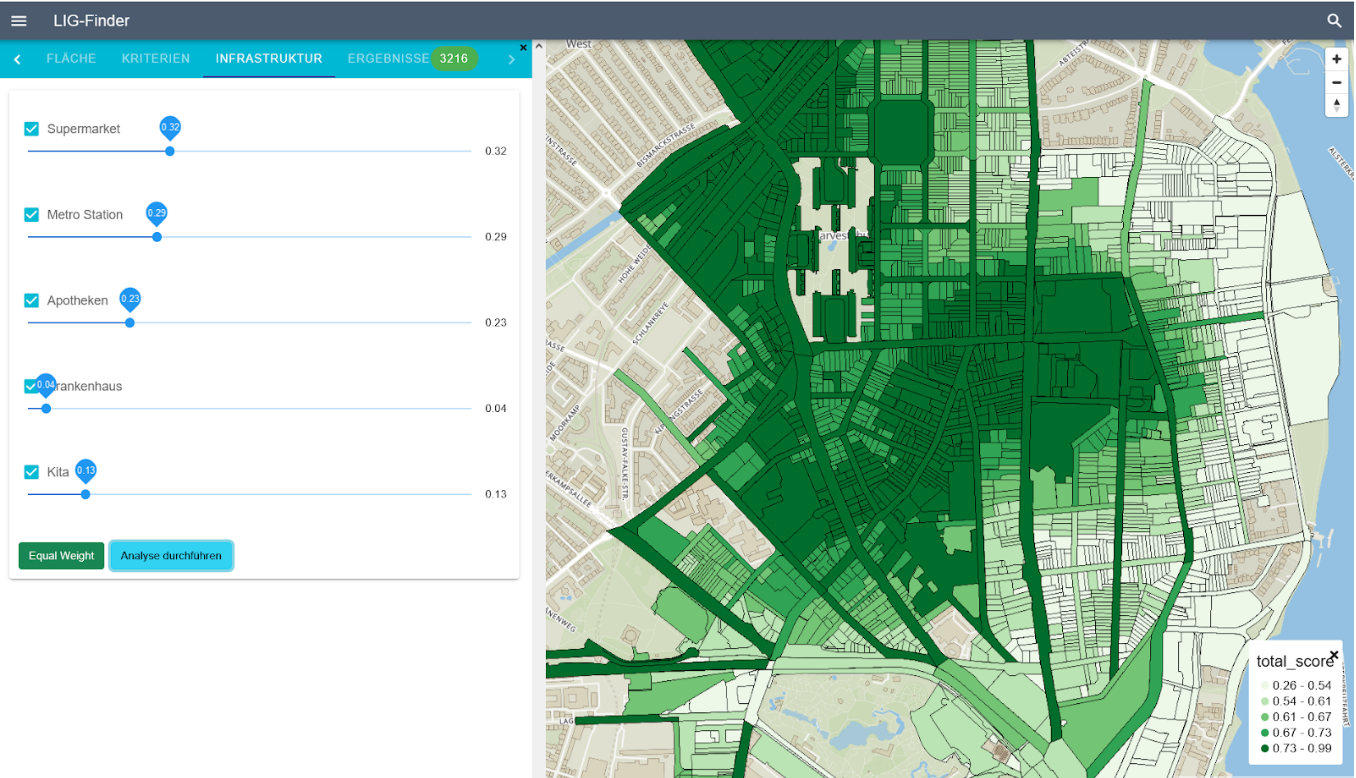 LIG-Finder
FLÄCHE
KRITERIEN
INFRASTRUKTUR
ERGEBNISSE 3216
Supermarket
0.32
0.32
Metro Station
0.29
0.29
Apotheken
0.23
0.23
0.04
rankenhaus
0.04
Kita
0.13
0.13
Equal Weight
Analyse durchführen
West
BISMARCKSTRASSE
ABTEISTR
HOHE WEIDE
SCHLANKREYE
MOORKAMP
GUSTAV-FALKE-STR.
ERKAMPSALLEE
LAG
total_score
0.26 - 0.54
0.54 - 0.61
0.61 - 0.67
0.67 - 0.73
0.73 - 0.99